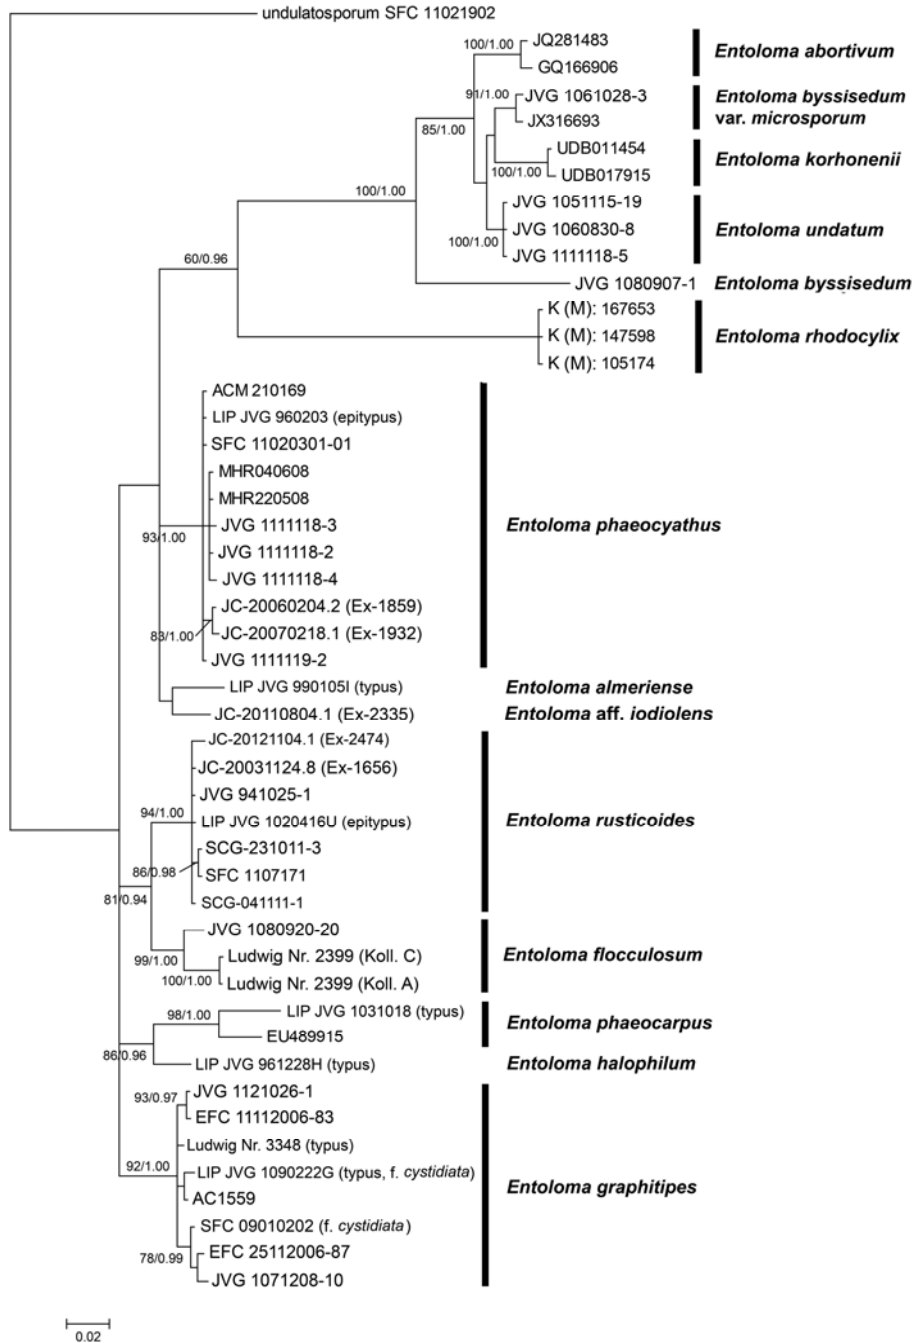 undulatosporum SFC 11021902
100/1.00
JQ281483
GQ166906
Entoloma abortivum
91/1.00
JVG 1061028-3
JX316693
Entoloma byssisedum
var. microsporum
85/1.00
UDB011454
UDB017915
100/1.00
Entoloma korhonenii
100/1.00
JVG 1051115-19
JVG 1060830-8
JVG 1111118-5
100/1.00
Entoloma undatum
60/0.96
JVG 1080907-1
Entoloma byssisedum
K (M): 167653
K (M): 147598
K (M): 105174
Entoloma rhodocylix
ACM 210169
LIP JVG 960203 (epitypus)
SFC 11020301-01
MHR040608
MHR220508
JVG 1111118-3
Entoloma phaeocyathus
93/1.00
JVG 1111118-2
JVG 1111118-4
JC-20060204.2 (Ex-1859)
JC-20070218.1 (Ex-1932)
83/1.00
JVG 1111119-2
LIP JVG 990105I (typus)
Entoloma almeriense
JC-20110804.1 (Ex-2335)
Entoloma aff. iodiolens
JC-20121104.1 (Ex-2474)
JC-20031124.8 (Ex-1656)
JVG 941025-1
94/1.00
LIP JVG 1020416U (epitypus)
Entoloma rusticoides
SCG-231011-3
86/0.98
SFC 1107171
81/0.94
SCG-041111-1
JVG 1080920-20
Ludwig Nr. 2399 (Koll. C)
99/1.00
Entoloma flocculosum
100/1.00
Ludwig Nr. 2399 (Koll. A)
98/1.00
LIP JVG 1031018 (typus)
EU489915
Entoloma phaeocarpus
86/0.96
LIP JVG 961228H (typus)
Entoloma halophilum
93/0.97
JVG 1121026-1
EFC 11112006-83
Ludwig Nr. 3348 (typus)
92/1.00
LIP JVG 1090222G (typus, f. cystidiata)
Entoloma graphitipes
AC1559
SFC 09010202 (f. cystidiata)
78/0.99
EFC 25112006-87
JVG 1071208-10
0.02